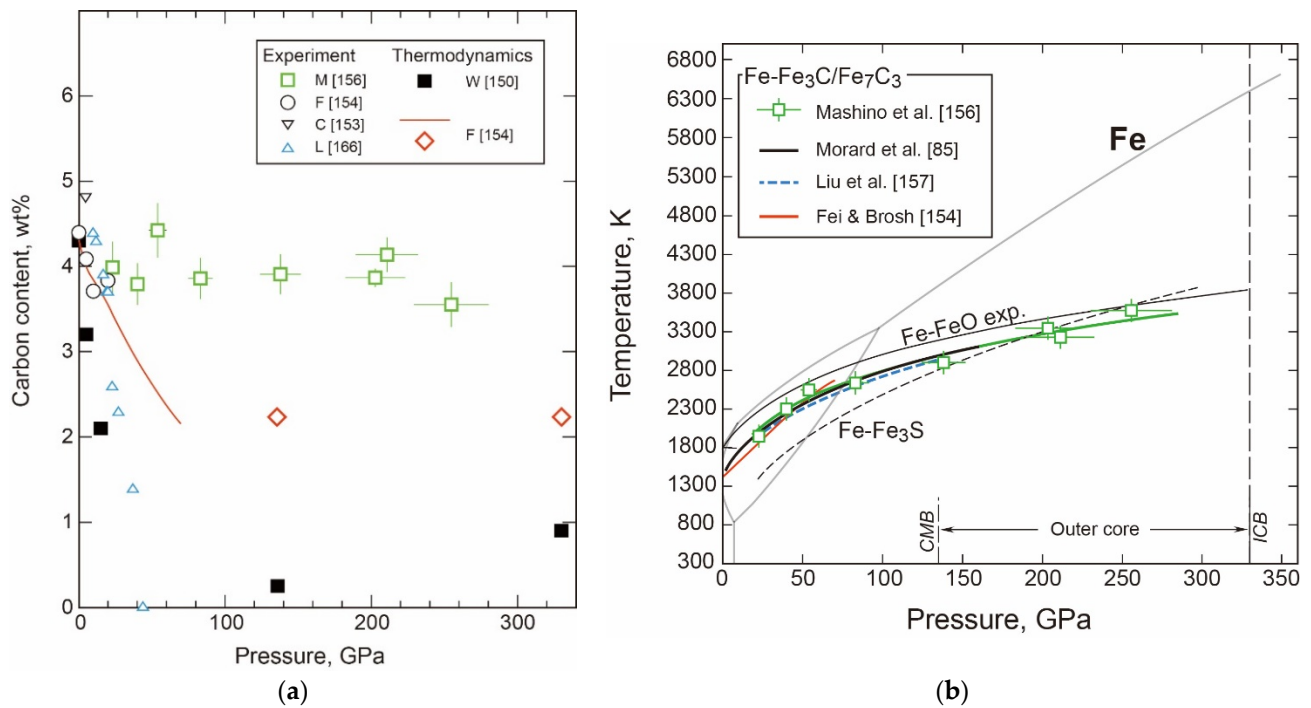 Experiment
M [156]
F [154]
C [153]
L [166]
Thermodynamics
W [150]
F [154]
Carbon content, wt%
6
5
4
3
2
1
0
0
100
200
300
Pressure, GPa
(a)
Fe-Fe3C/Fe7C3
Mashino et al. [156]
Morard et al. [85]
Liu et al. [157]
Fei & Brosh [154]
Fe
Fe-FeO exp.
Fe-Fe3S
CMB
Outer core
ICB
Temperature, K
6800
6300
5800
5300
4800
4300
3800
3300
2800
2300
1800
1300
800
300
0
50
100
150
200
250
300
350
Pressure, GPa
(b)